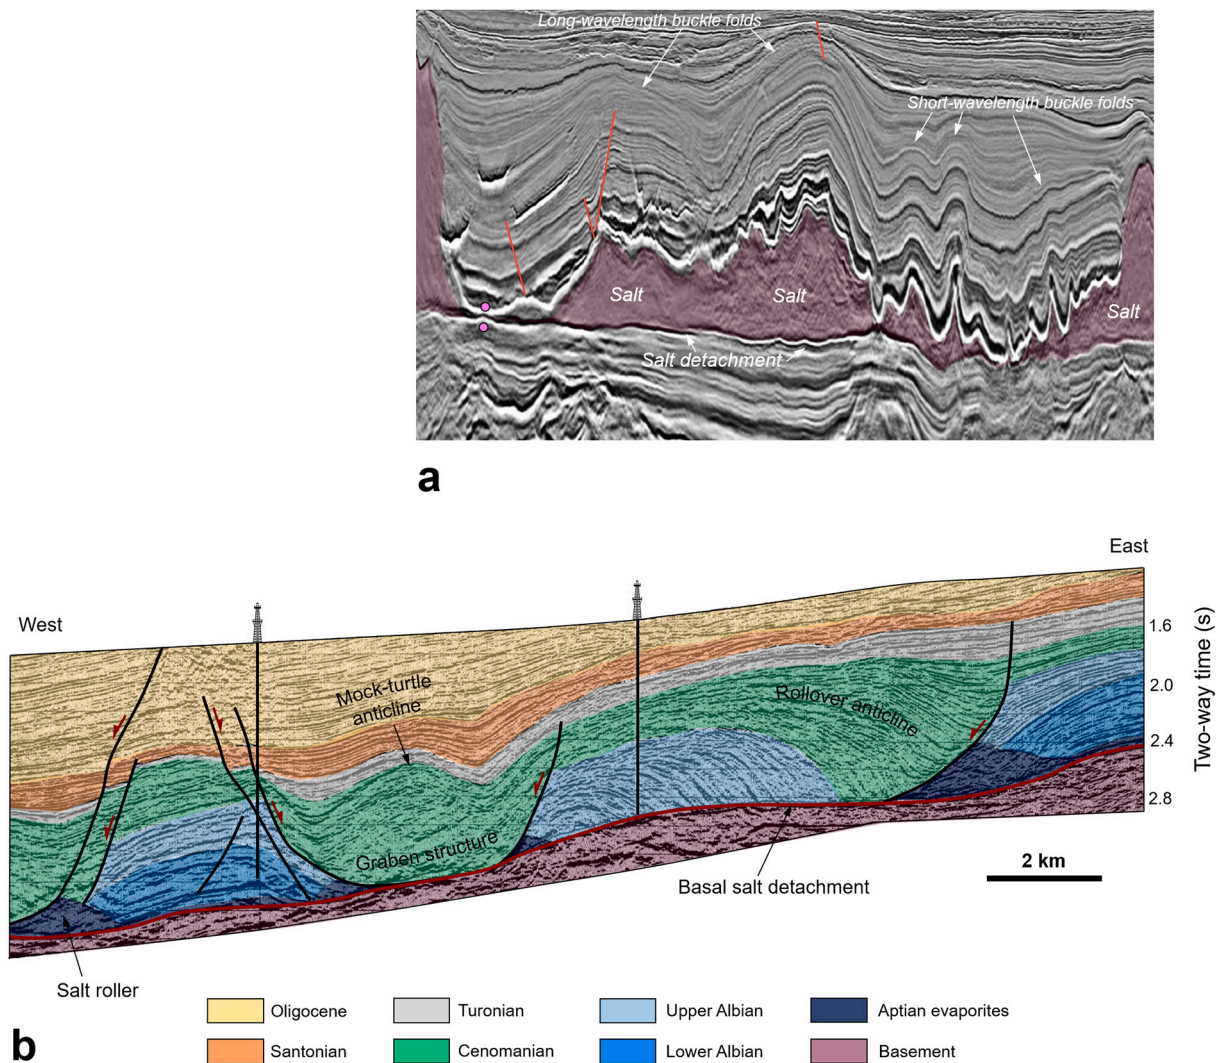 Long-wavelength buckle folds
Short-wavelength buckle folds
Salt
Salt
Salt
Salt detachment
a
East
West
Two-way time (s)
1.6
2.0
2.4
2.8
Mock-turtle
anticline
Rollover anticline
Graben structure
2 km
Basal salt detachment
Salt roller
Oligocene
Turonian
Upper Albian
Aptian evaporites
Santonian
Cenomanian
Lower Albian
Basement
b